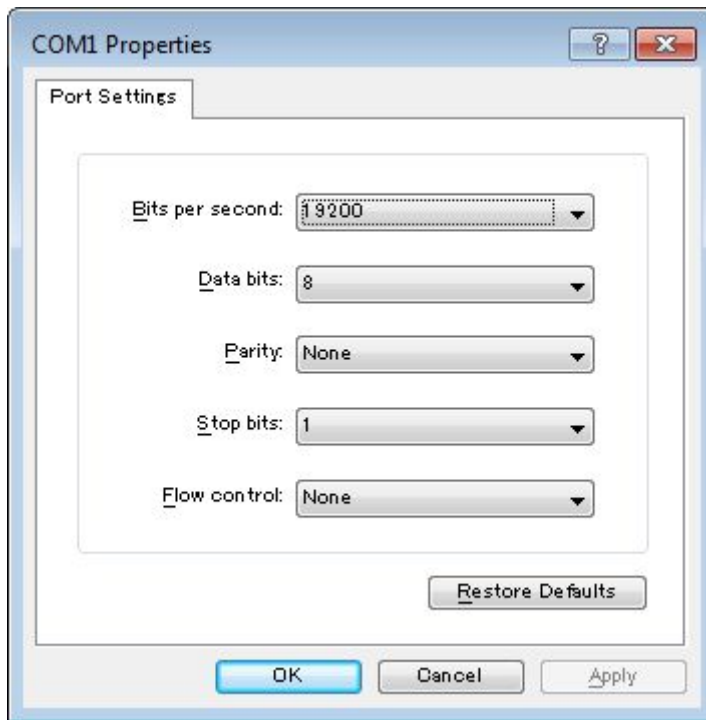 COM1 Properties
Port Settings
Bits per second: 19200
Data bits: 8
Parity: None
Stop bits: 1
Flow control: None
Restore Defaults
OK Cancel Apply